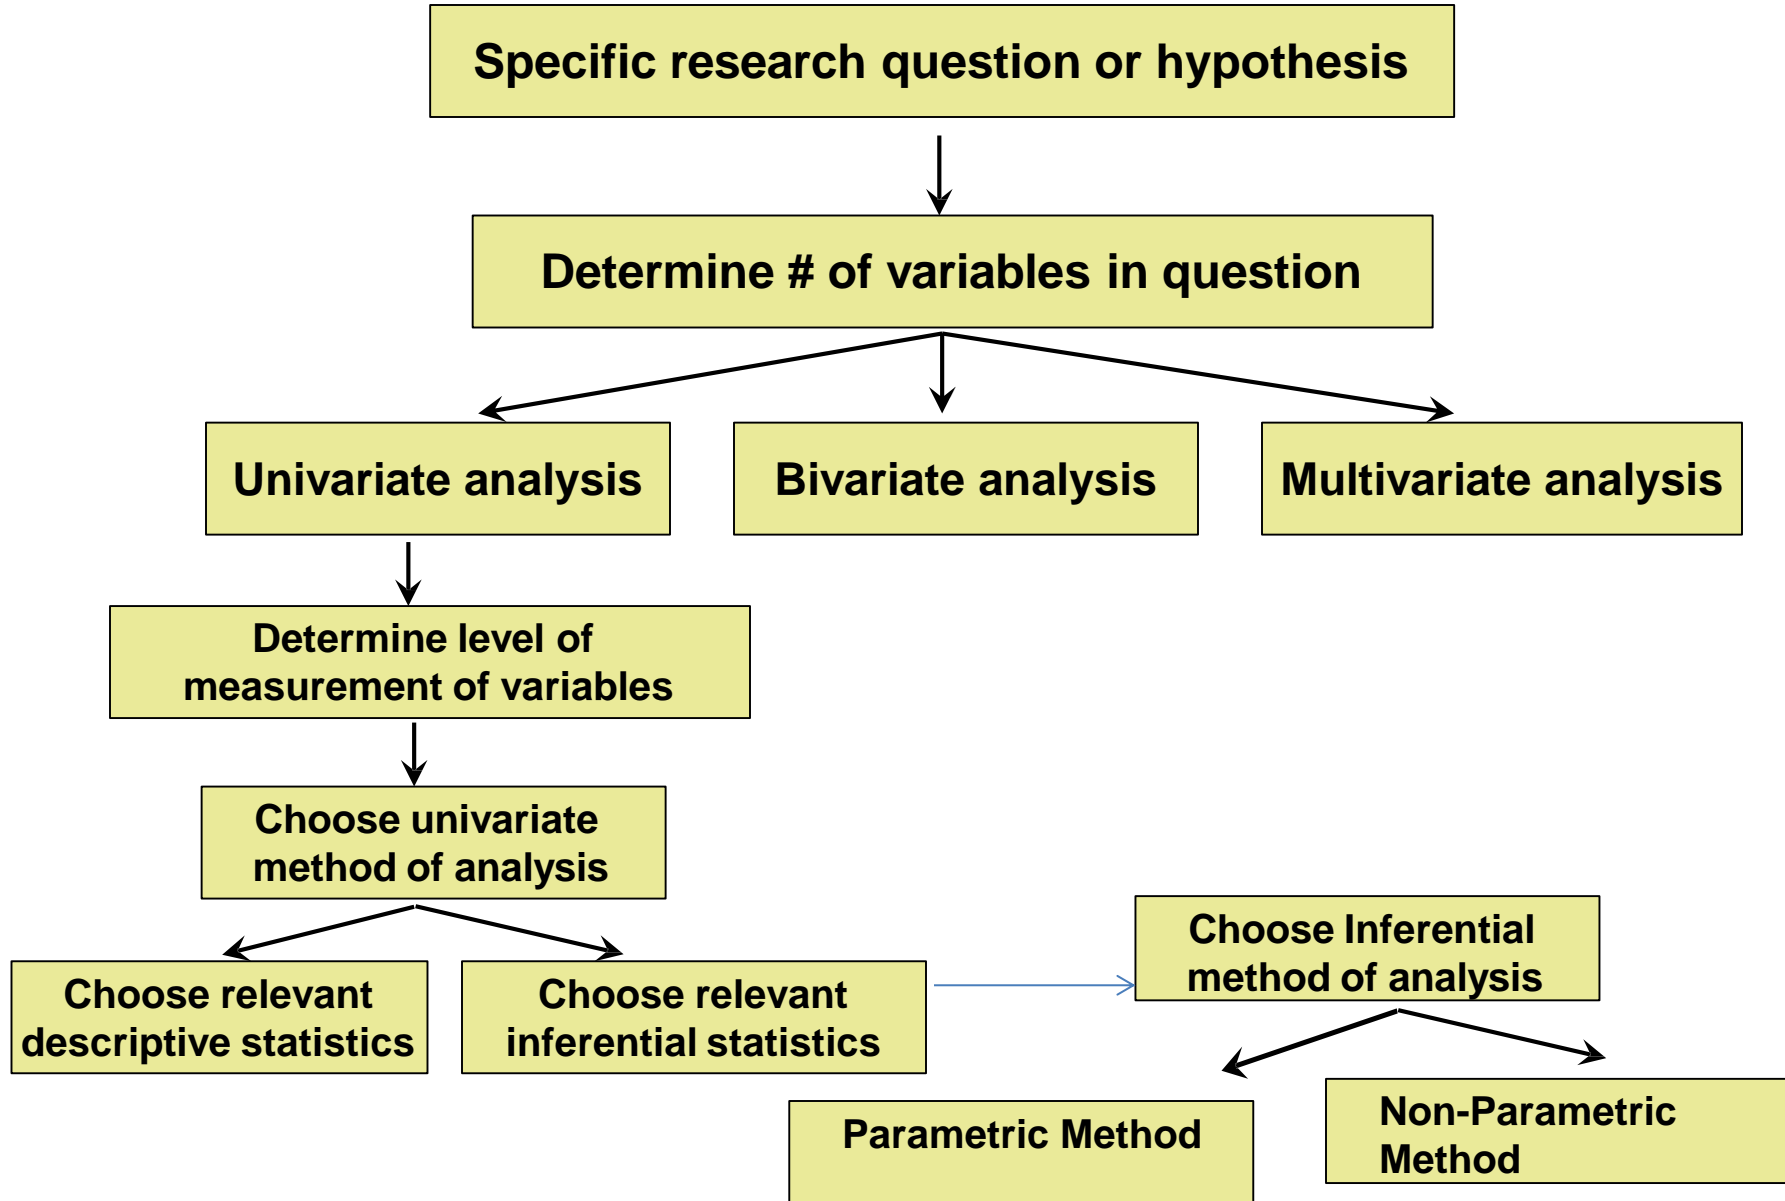 Specific research question or hypothesis
Determine # of variables in question
Univariate analysis
Bivariate analysis
Multivariate analysis
Determine level of
measurement of variables
Choose univariate
method of analysis
Choose relevant
descriptive statistics
Choose relevant
inferential statistics
Choose Inferential
method of analysis
Parametric Method
Non-Parametric
Method